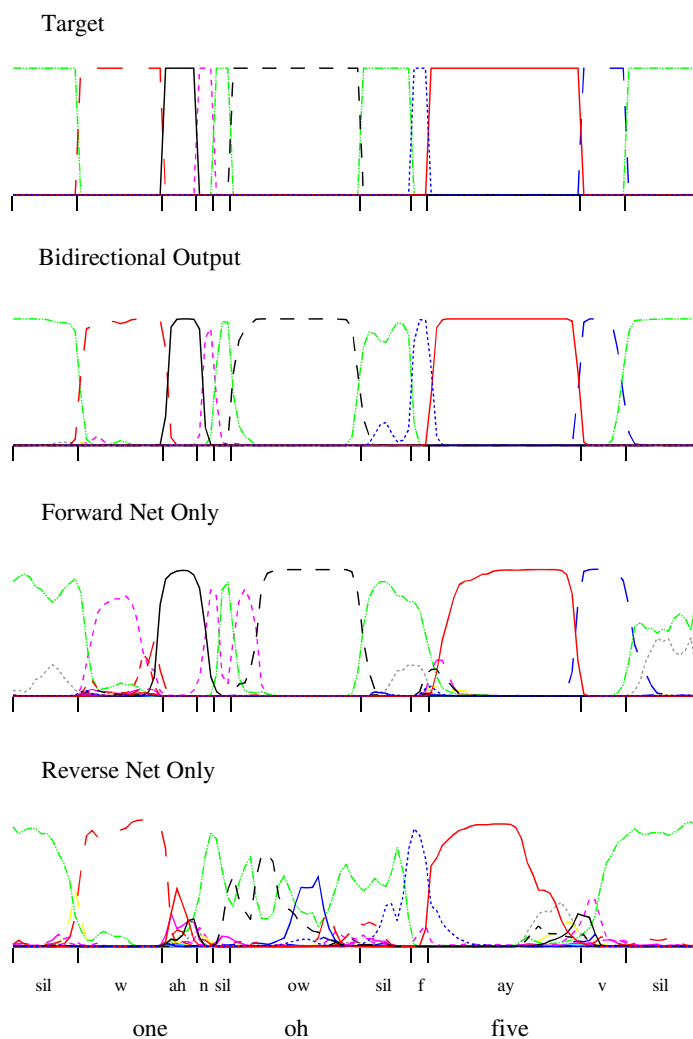 Target
Bidirectional Output
Forward Net Only
Reverse Net Only
sil w ah n sil ow sil f ay v sil
one oh five